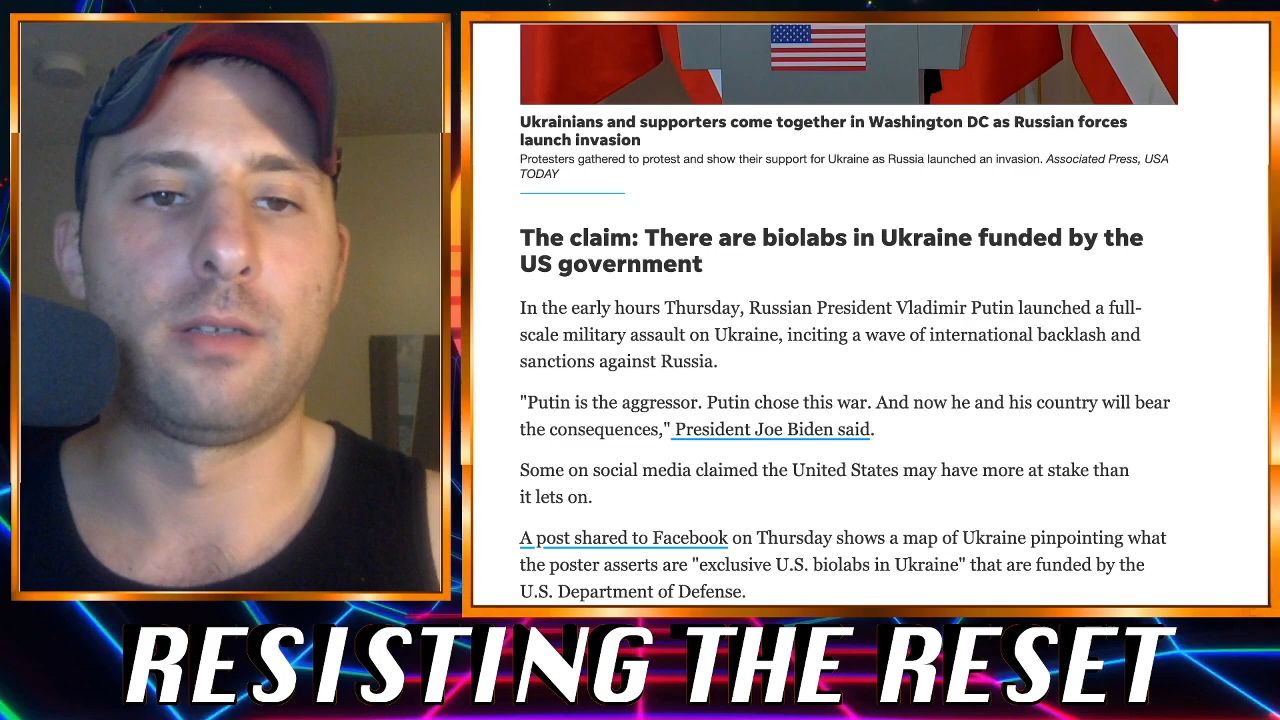 Ukrainians and supporters come together in Washington DC as Russian forces
launch invasion
Protesters gathered to protest and show their support for Ukraine as Russia launched an invasion. Associated Press, USA
TODAY
The claim: There are biolabs in Ukraine funded by the
US government
In the early hours Thursday, Russian President Vladimir Putin launched a full-
scale military assault on Ukraine, inciting a wave of international backlash and
sanctions against Russia.
"Putin is the aggressor. Putin chose this war. And now he and his country will bear
the consequences," President Joe Biden said.
Some on social media claimed the United States may have more at stake than
it lets on.
A post shared to Facebook on Thursday shows a map of Ukraine pinpointing what
the poster asserts are "exclusive U.S. biolabs in Ukraine" that are funded by the
U.S. Department of Defense.
RESISTING THE RESET